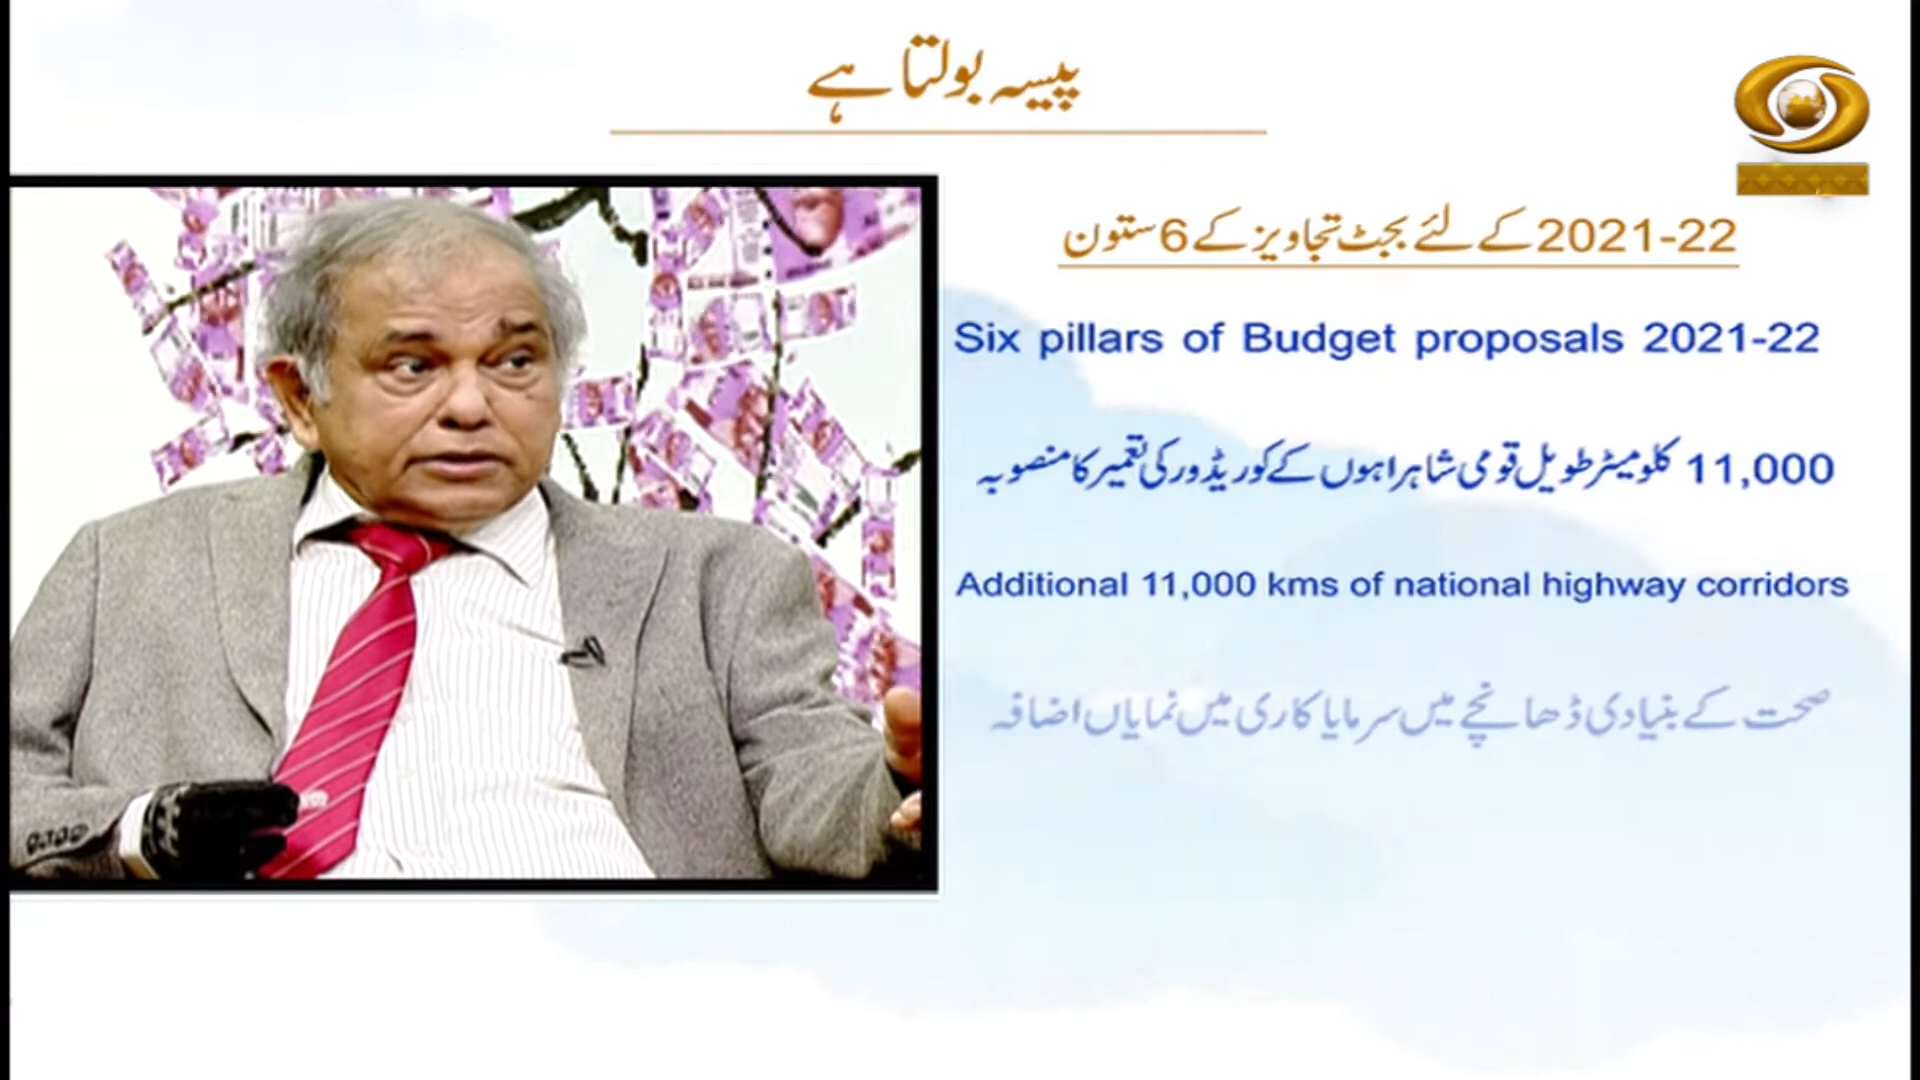 پیسہ بولتا ہے
2021-22 کے لئے بجٹ تجاویز کے 6 ستون
Six pillars of Budget proposals 2021-22
11,000 کلومیٹر طویل قومی شاہراہوں کے کوریڈور کی تعمیر کا منصوبہ
Additional 11,000 kms of national highway corridors
صحت کے بنیادی ڈھانچے میں سرمایا کاری میں نمایاں اضافہ